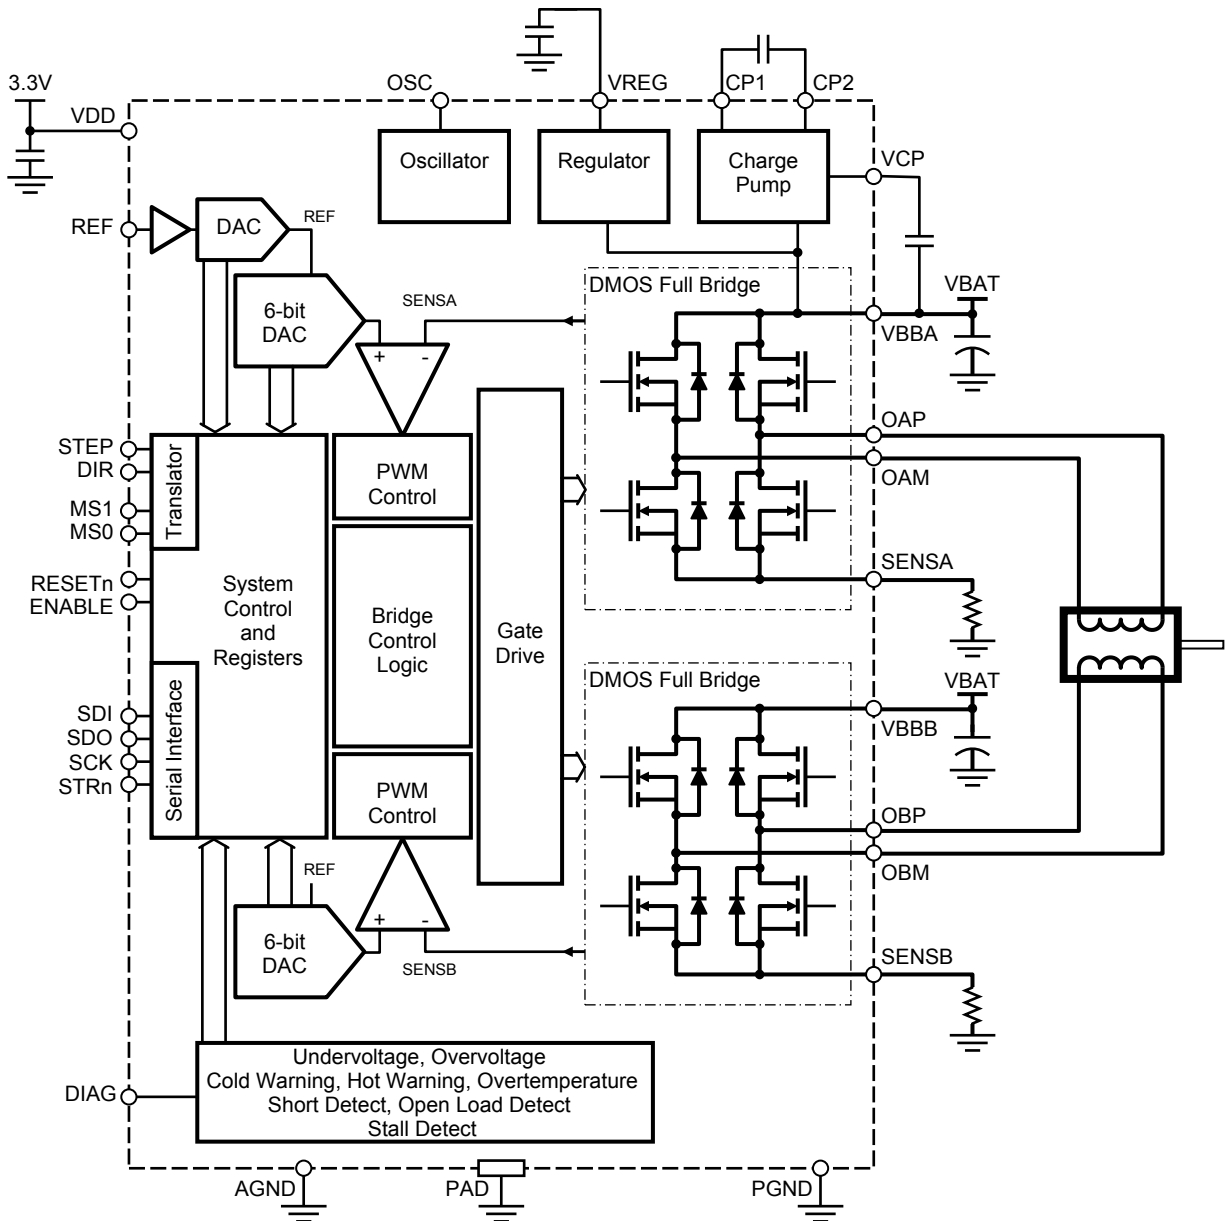 3.3V
VDD
OSC
VREG
CP1
CP2
Oscillator
Regulator
Charge
Pump
VCP
REF
DAC
REF
6-bit
DAC
SENSA
+
-
DMOS Full Bridge
VBAT
VBBA
OAP
OAM
SENSA
STEP
DIR
MS1
MS0
Translator
RESETn
ENABLE
System
Control
and
Registers
PWM
Control
Bridge
Control
Logic
Gate
Drive
PWM
Control
SDI
SDO
SCK
STRn
Serial Interface
DMOS Full Bridge
VBAT
VBBB
OBP
OBM
SENSB
REF
6-bit
DAC
+
-
SENSB
DIAG
Undervoltage, Overvoltage
Cold Warning, Hot Warning, Overtemperature
Short Detect, Open Load Detect
Stall Detect
AGND
PAD
PGND